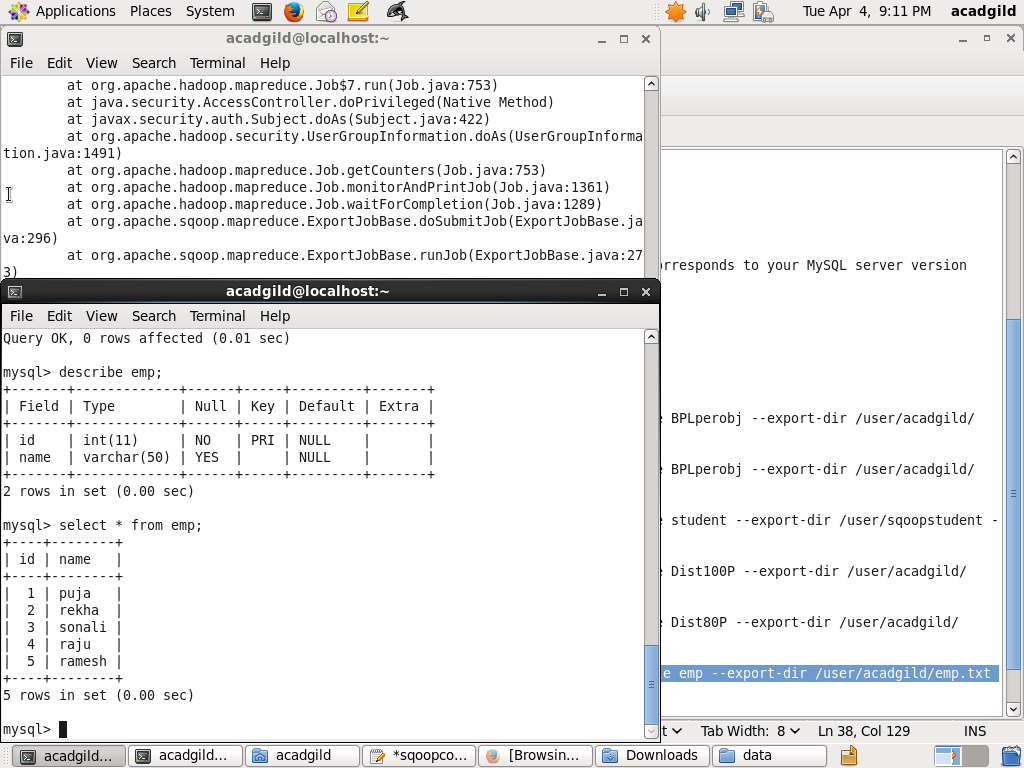 Applications Places System Tue Apr 4, 9:11 PM acadgild
acadgild@localhost:~
File Edit View Search Terminal Help
at org.apache.hadoop.mapreduce.Job$7.run(Job.java:753)
at java.security.AccessController.doPrivileged(Native Method)
at javax.security.auth.Subject.doAs(Subject.java:422)
at org.apache.hadoop.security.UserGroupInformation.doAs(UserGroupInforma
tion.java:1491)
at org.apache.hadoop.mapreduce.Job.getCounters(Job.java:753)
at org.apache.hadoop.mapreduce.Job.monitorAndPrintJob(Job.java:1361)
at org.apache.hadoop.mapreduce.Job.waitForCompletion(Job.java:1289)
at org.apache.sqoop.mapreduce.ExportJobBase.doSubmitJob(ExportJobBase.ja
va:296)
at org.apache.sqoop.mapreduce.ExportJobBase.runJob(ExportJobBase.java:27
3)
acadgild@localhost:~
File Edit View Search Terminal Help
Query OK, 0 rows affected (0.01 sec)
mysql> describe emp;
+-------+-------------+------+-----+---------+-------+
| Field | Type        | Null | Key | Default | Extra |
+-------+-------------+------+-----+---------+-------+
| id    | int(11)     | NO   | PRI | NULL    |       |
| name  | varchar(50) | YES  |     | NULL    |       |
+-------+-------------+------+-----+---------+-------+
2 rows in set (0.00 sec)
mysql> select * from emp;
+----+--------+
| id | name   |
+----+--------+
|  1 | puja   |
|  2 | rekha  |
|  3 | sonali |
|  4 | raju   |
|  5 | ramesh |
+----+--------+
5 rows in set (0.00 sec)
mysql>
rresponds to your MySQL server version
BPLperobj --export-dir /user/acadgild/
BPLperobj --export-dir /user/acadgild/
student --export-dir /user/sqoopstudent -
Dist100P --export-dir /user/acadgild/
Dist80P --export-dir /user/acadgild/
e emp --export-dir /user/acadgild/emp.txt
t Tab Width: 8 Ln 38, Col 129 INS
acadgild... acadgild... acadgild *sqoopco... [Browsin... Downloads data